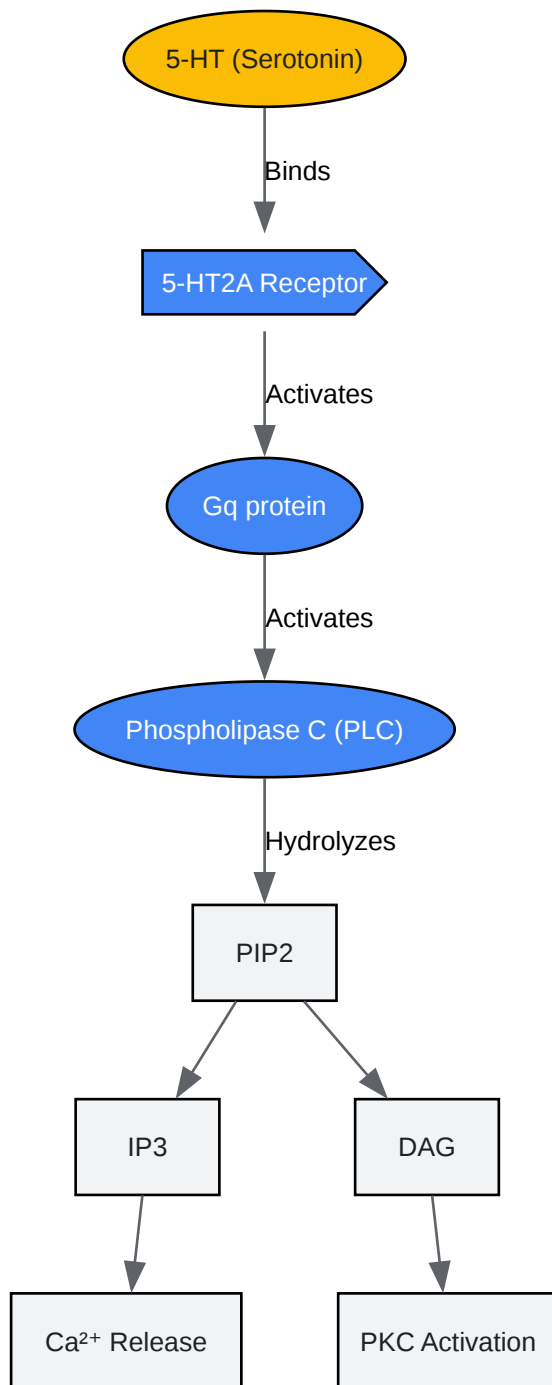 5-HT (Serotonin)
Binds
5-HT2A Receptor
Activates
Gq protein
Activates
Phospholipase C (PLC)
Hydrolyzes
PIP2
IP3
DAG
Ca²⁺ Release
PKC Activation